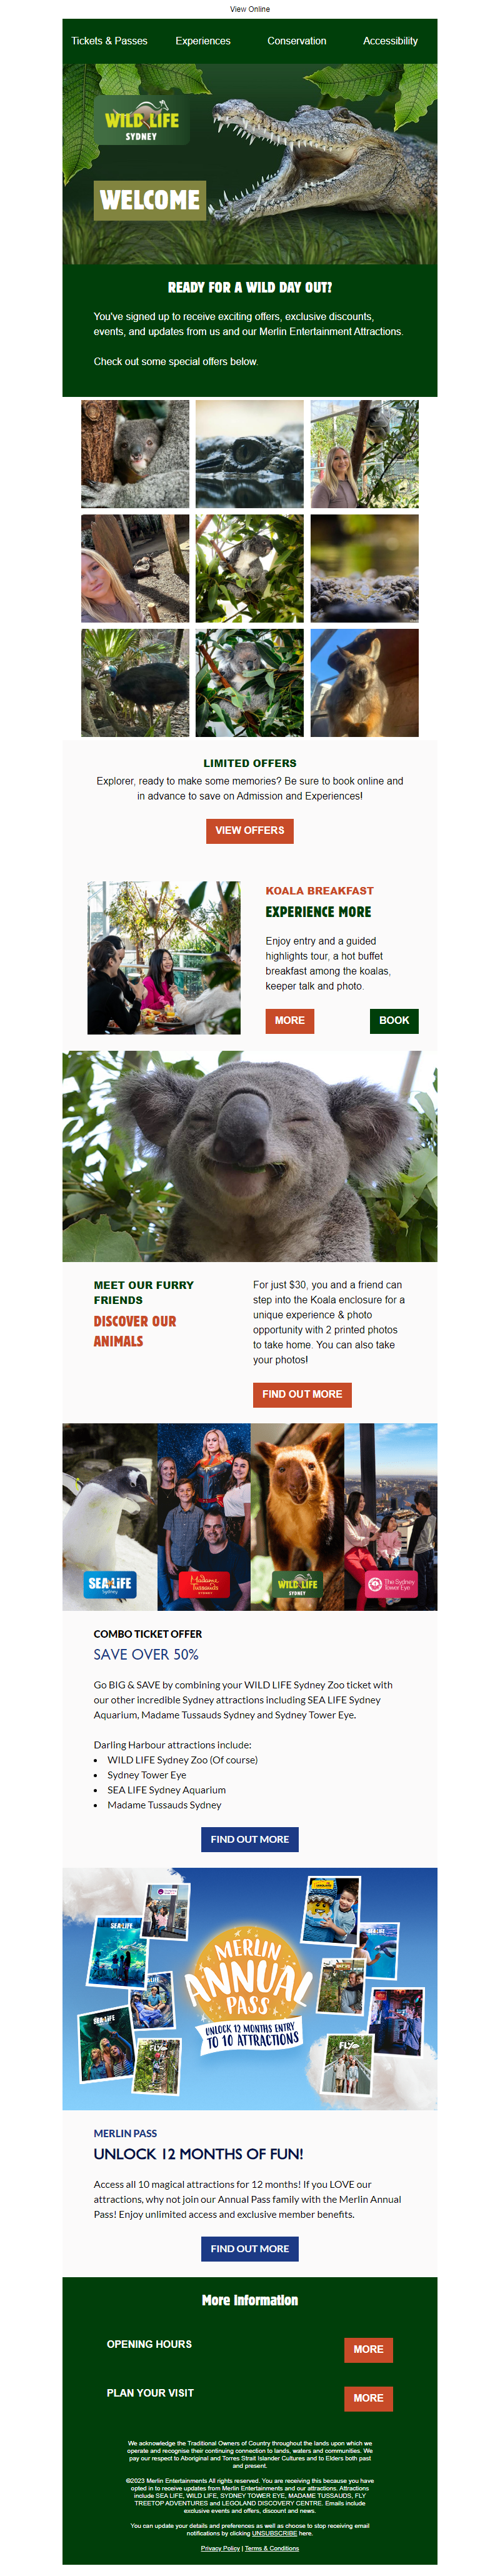 View Online
Tickets & Passes Experiences Conservation Accessibility
WILD LIFE
SYDNEY
WELCOME
READY FOR A WILD DAY OUT?
You've signed up to receive exciting offers, exclusive discounts,
events, and updates from us and our Merlin Entertainment Attractions.
Check out some special offers below.
LIMITED OFFERS
Explorer, ready to make some memories? Be sure to book online and
in advance to save on Admission and Experiences!
VIEW OFFERS
KOALA BREAKFAST
EXPERIENCE MORE
Enjoy entry and a guided
highlights tour, a hot buffet
breakfast among the koalas,
keeper talk and photo.
MORE BOOK
MEET OUR FURRY
FRIENDS
DISCOVER OUR
ANIMALS
For just $30, you and a friend can
step into the Koala enclosure for a
unique experience & photo
opportunity with 2 printed photos
to take home. You can also take
your photos!
FIND OUT MORE
SEA LIFE
Sydney
Madame
Tussauds
SYDNEY
WILD LIFE
SYDNEY
The Sydney
Tower Eye
COMBO TICKET OFFER
SAVE OVER 50%
Go BIG & SAVE by combining your WILD LIFE Sydney Zoo ticket with
our other incredible Sydney attractions including SEA LIFE Sydney
Aquarium, Madame Tussauds Sydney and Sydney Tower Eye.
Darling Harbour attractions include:
• WILD LIFE Sydney Zoo (Of course)
• Sydney Tower Eye
• SEA LIFE Sydney Aquarium
• Madame Tussauds Sydney
FIND OUT MORE
SEA LIFE
SEA LIFE
SEA LIFE
FLY
FLY
MERLIN
ANNUAL
PASS
UNLOCK 12 MONTHS ENTRY
TO 10 ATTRACTIONS
MERLIN PASS
UNLOCK 12 MONTHS OF FUN!
Access all 10 magical attractions for 12 months! If you LOVE our
attractions, why not join our Annual Pass family with the Merlin Annual
Pass! Enjoy unlimited access and exclusive member benefits.
FIND OUT MORE
More Information
OPENING HOURS MORE
PLAN YOUR VISIT MORE
We acknowledge the Traditional Owners of Country throughout the lands upon which we
operate and recognise their continuing connection to lands, waters and communities. We
pay our respect to Aboriginal and Torres Strait Islander Cultures and to Elders both past
and present.
©2023 Merlin Entertainments All rights reserved. You are receiving this because you have
opted in to receive updates from Merlin Entertainments and our attractions. Attractions
include SEA LIFE, WILD LIFE, SYDNEY TOWER EYE, MADAME TUSSAUDS, FLY
TREETOP ADVENTURES and LEGOLAND DISCOVERY CENTRE. Emails include
exclusive events and offers, discount and news.
You can update your details and preferences as well as choose to stop receiving email
notifications by clicking UNSUBSCRIBE here.
Privacy Policy | Terms & Conditions